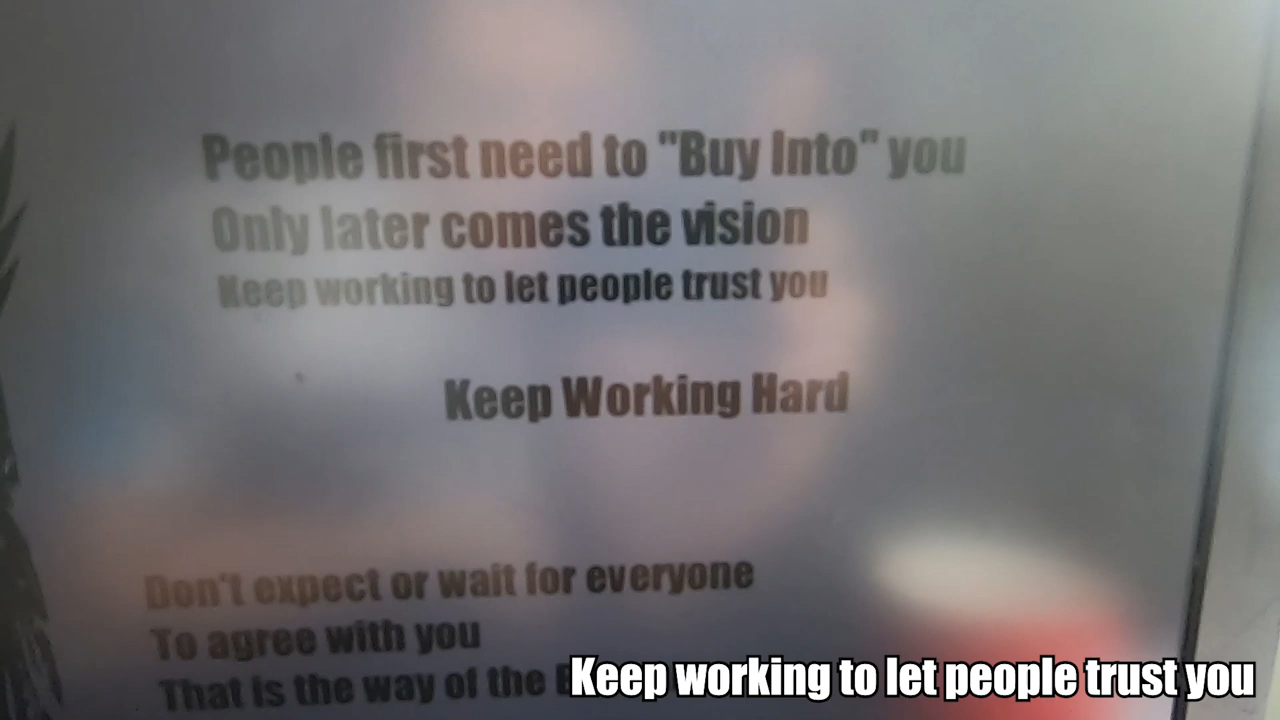 People first need to "Buy Into" you
Only later comes the vision
Keep working to let people trust you
Keep Working Hard
Don't expect or wait for everyone
To agree with you
That is the way of the
Keep working to let people trust you